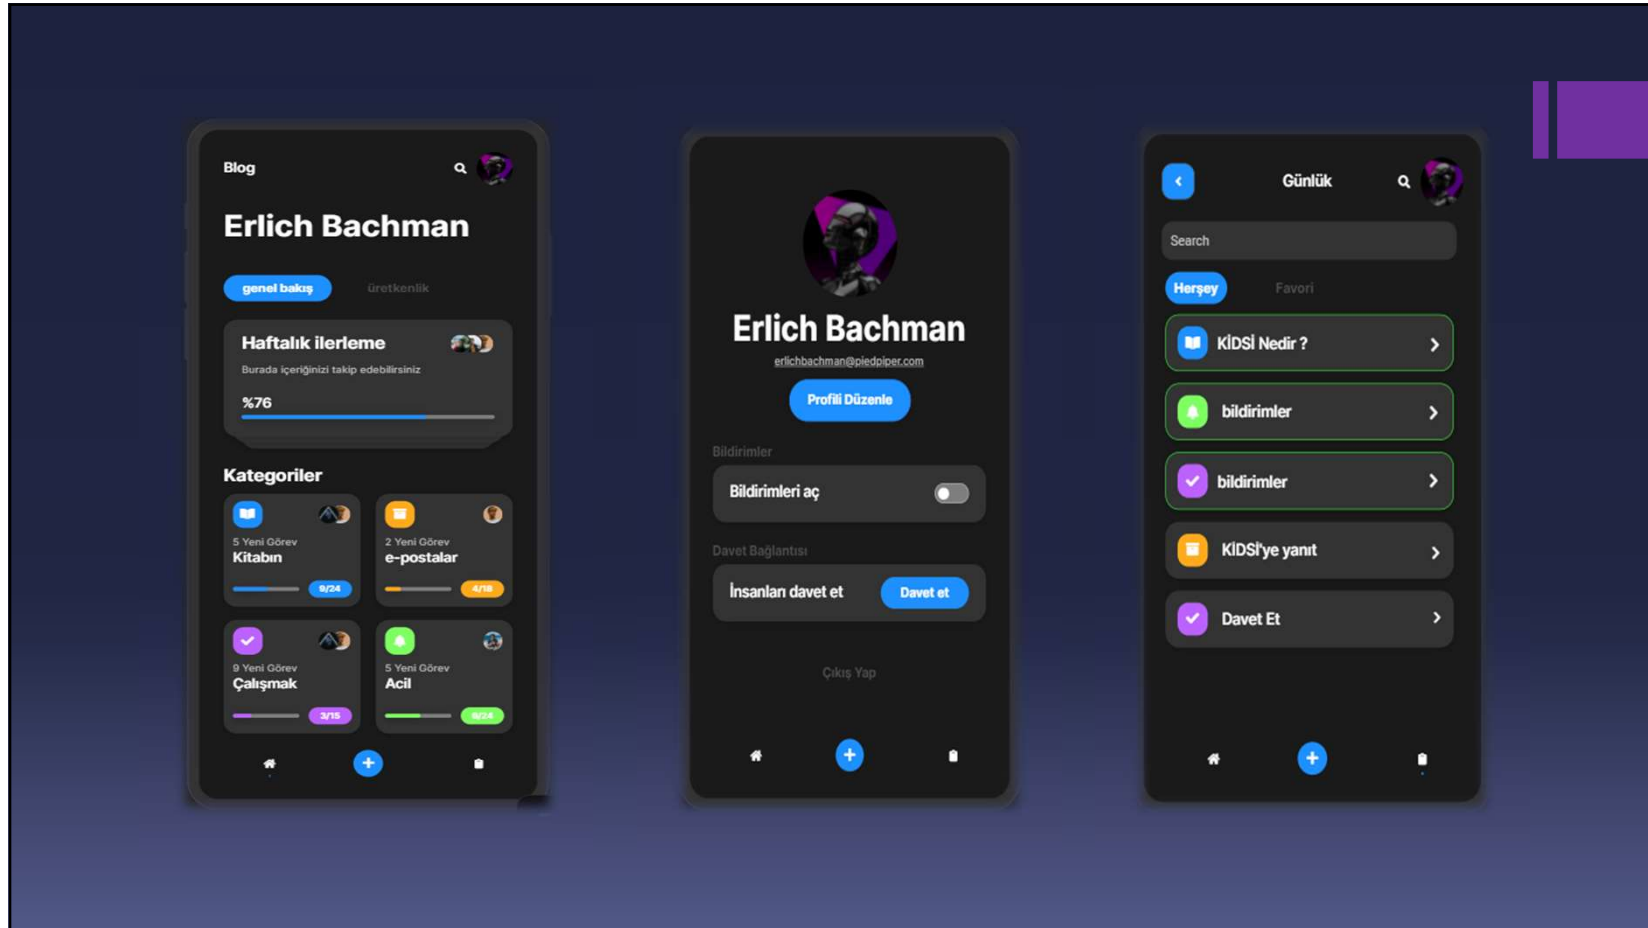 Blog
Erlich Bachman
genel bakış
üretkenlik
Haftalık ilerleme
Burada içeriğinizi takip edebilirsiniz
%76
Kategoriler
5 Yeni Görev
Kitabın
9/24
2 Yeni Görev
e-postalar
4/18
9 Yeni Görev
Çalışmak
3/15
5 Yeni Görev
Acil
Erlich Bachman
erlichbachman@piedpiper.com
Profili Düzenle
Bildirimler
Bildirimleri aç
Davet Bağlantısı
İnsanları davet et
Davet et
Çıkış Yap
Günlük
Search
Herşey
Favori
KİDSİ Nedir ?
bildirimler
bildirimler
KİDSİ'ye yanıt
Davet Et